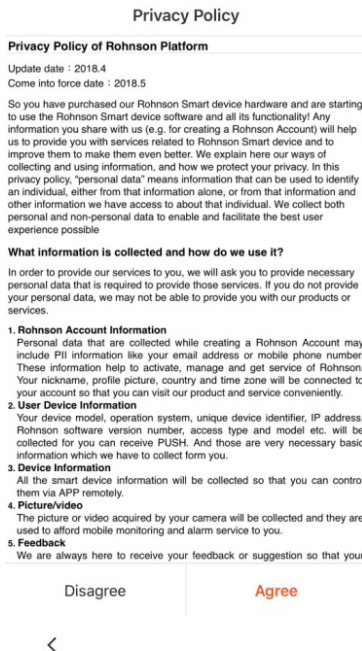 Privacy Policy
Privacy Policy of Rohnson Platform
Update date：2018.4
Come into force date：2018.5
So you have purchased our Rohnson Smart device hardware and are starting
to use the Rohnson Smart device software and all its functionality! Any
information you share with us (e.g. for creating a Rohnson Account) will help
us to provide you with services related to Rohnson Smart device and to
improve them to make them even better. We explain here our ways of
collecting and using information, and how we protect your privacy. In this
privacy policy, "personal data" means information that can be used to identify
an individual, either from that information alone, or from that information and
other information we have access to about that individual. We collect both
personal and non-personal data to enable and facilitate the best user
experience possible
What information is collected and how do we use it?
In order to provide our services to you, we will ask you to provide necessary
personal data that is required to provide those services. If you do not provide
your personal data, we may not be able to provide you with our products or
services.
1. Rohnson Account Information
Personal data that are collected while creating a Rohnson Account may
include PII information like your email address or mobile phone number.
These information help to activate, manage and get service of Rohnson.
Your nickname, profile picture, country and time zone will be connected to
your account so that you can visit our product and service conveniently.
2. User Device Information
Your device model, operation system, unique device identifier, IP address,
Rohnson software version number, access type and model etc. will be
collected for you can receive PUSH. And those are very necessary basic
information which we have to collect form you.
3. Device Information
All the smart device information will be collected so that you can control
them via APP remotely.
4. Picture/video
The picture or video acquired by your camera will be collected and they are
used to afford mobile monitoring and alarm service to you.
5. Feedback
We are always here to receive your feedback or suggestion so that your
Disagree
Agree